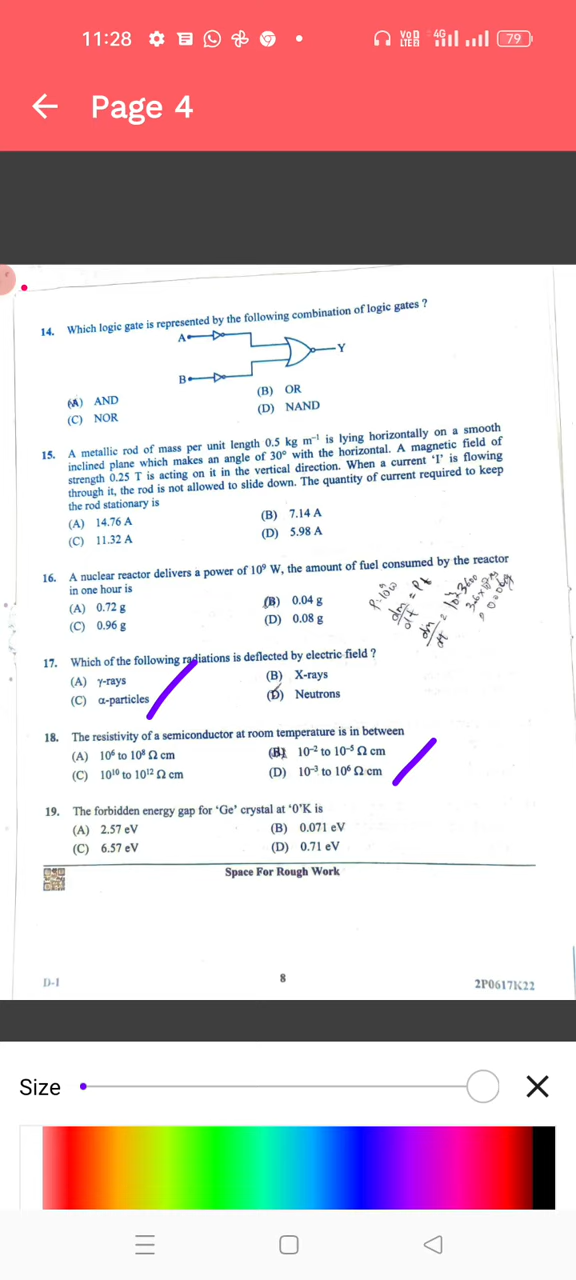 11:28
Vo
LTE
4G
79
Page 4
14. Which logic gate is represented by the following combination of logic gates ?
A
Y
B
(A) AND
(B) OR
(C) NOR
(D) NAND
15. A metallic rod of mass per unit length 0.5 kg m⁻¹ is lying horizontally on a smooth
inclined plane which makes an angle of 30° with the horizontal. A magnetic field of
strength 0.25 T is acting on it in the vertical direction. When a current ‘I’ is flowing
through it, the rod is not allowed to slide down. The quantity of current required to keep
the rod stationary is
(A) 14.76 A
(B) 7.14 A
(C) 11.32 A
(D) 5.98 A
16. A nuclear reactor delivers a power of 10⁹ W, the amount of fuel consumed by the reactor
in one hour is
(A) 0.72 g
(B) 0.04 g
(C) 0.96 g
(D) 0.08 g
17. Which of the following radiations is deflected by electric field ?
(A) γ-rays
(B) X-rays
(C) α-particles
(D) Neutrons
18. The resistivity of a semiconductor at room temperature is in between
(A) 10⁶ to 10⁸ Ω cm
(B) 10⁻² to 10⁻⁵ Ω cm
(C) 10¹⁰ to 10¹² Ω cm
(D) 10⁻³ to 10⁶ Ω cm
19. The forbidden energy gap for ‘Ge’ crystal at ‘0’K is
(A) 2.57 eV
(B) 0.071 eV
(C) 6.57 eV
(D) 0.71 eV
Space For Rough Work
D-1
8
2P0617K22
Size